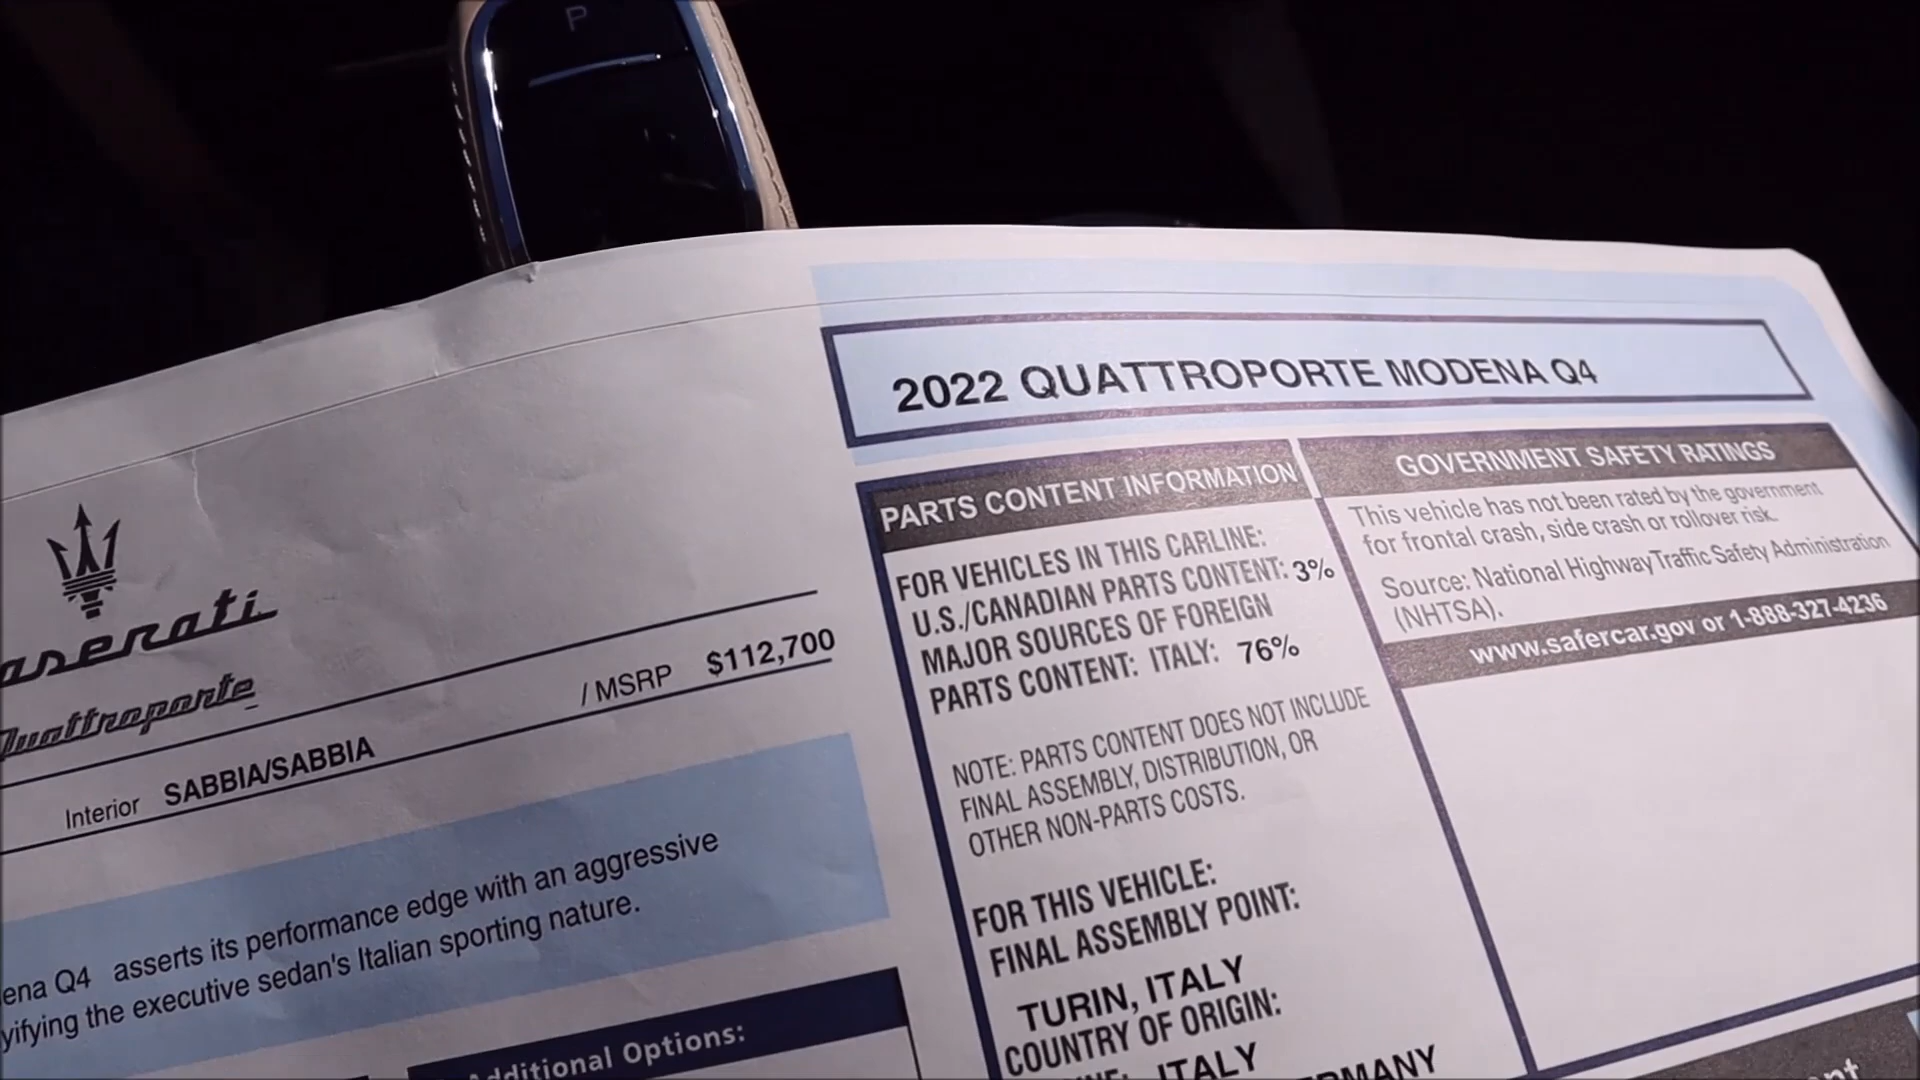 P
2022 QUATTROPORTE MODENA Q4
PARTS CONTENT INFORMATION
FOR VEHICLES IN THIS CARLINE:
U.S./CANADIAN PARTS CONTENT: 3%
MAJOR SOURCES OF FOREIGN
PARTS CONTENT: ITALY: 76%
NOTE: PARTS CONTENT DOES NOT INCLUDE
FINAL ASSEMBLY, DISTRIBUTION, OR
OTHER NON-PARTS COSTS.
FOR THIS VEHICLE:
FINAL ASSEMBLY POINT:
TURIN, ITALY
COUNTRY OF ORIGIN:
ITALY
GOVERNMENT SAFETY RATINGS
This vehicle has not been rated by the government
for frontal crash, side crash or rollover risk.
Source: National Highway Traffic Safety Administration
(NHTSA).
www.safercar.gov or 1-888-327-4236
aserati
Quattroporte
/ MSRP $112,700
Interior SABBIA/SABBIA
ena Q4 asserts its performance edge with an aggressive
yifying the executive sedan's Italian sporting nature.
Additional Options: